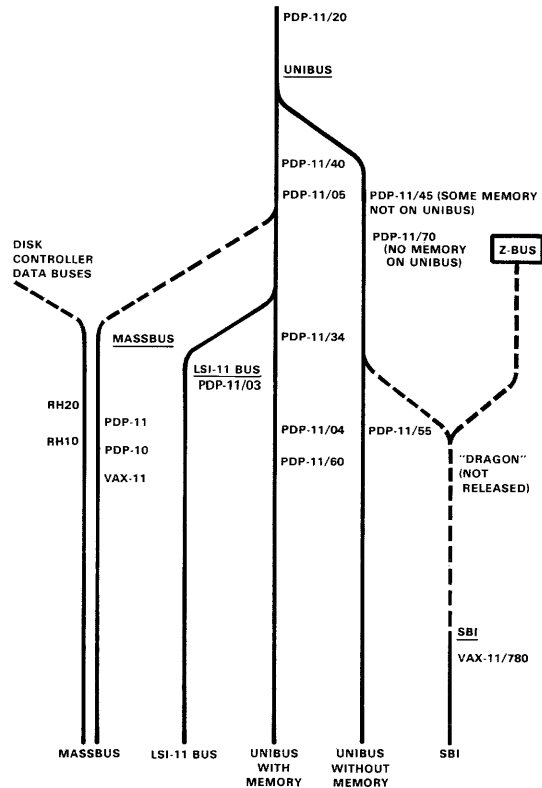 PDP-11/20
UNIBUS
PDP-11/40
PDP-11/05
PDP-11/45 (SOME MEMORY
NOT ON UNIBUS)
PDP-11/70
(NO MEMORY
ON UNIBUS)
Z-BUS
DISK
CONTROLLER
DATA BUSES
MASSBUS
PDP-11/34
LSI-11 BUS
PDP-11/03
RH20
PDP-11
RH10
PDP-10
VAX-11
PDP-11/04
PDP-11/55
PDP-11/60
"DRAGON"
(NOT
RELEASED)
SBI
VAX-11/780
MASSBUS
LSI-11 BUS
UNIBUS
WITH
MEMORY
UNIBUS
WITHOUT
MEMORY
SBI